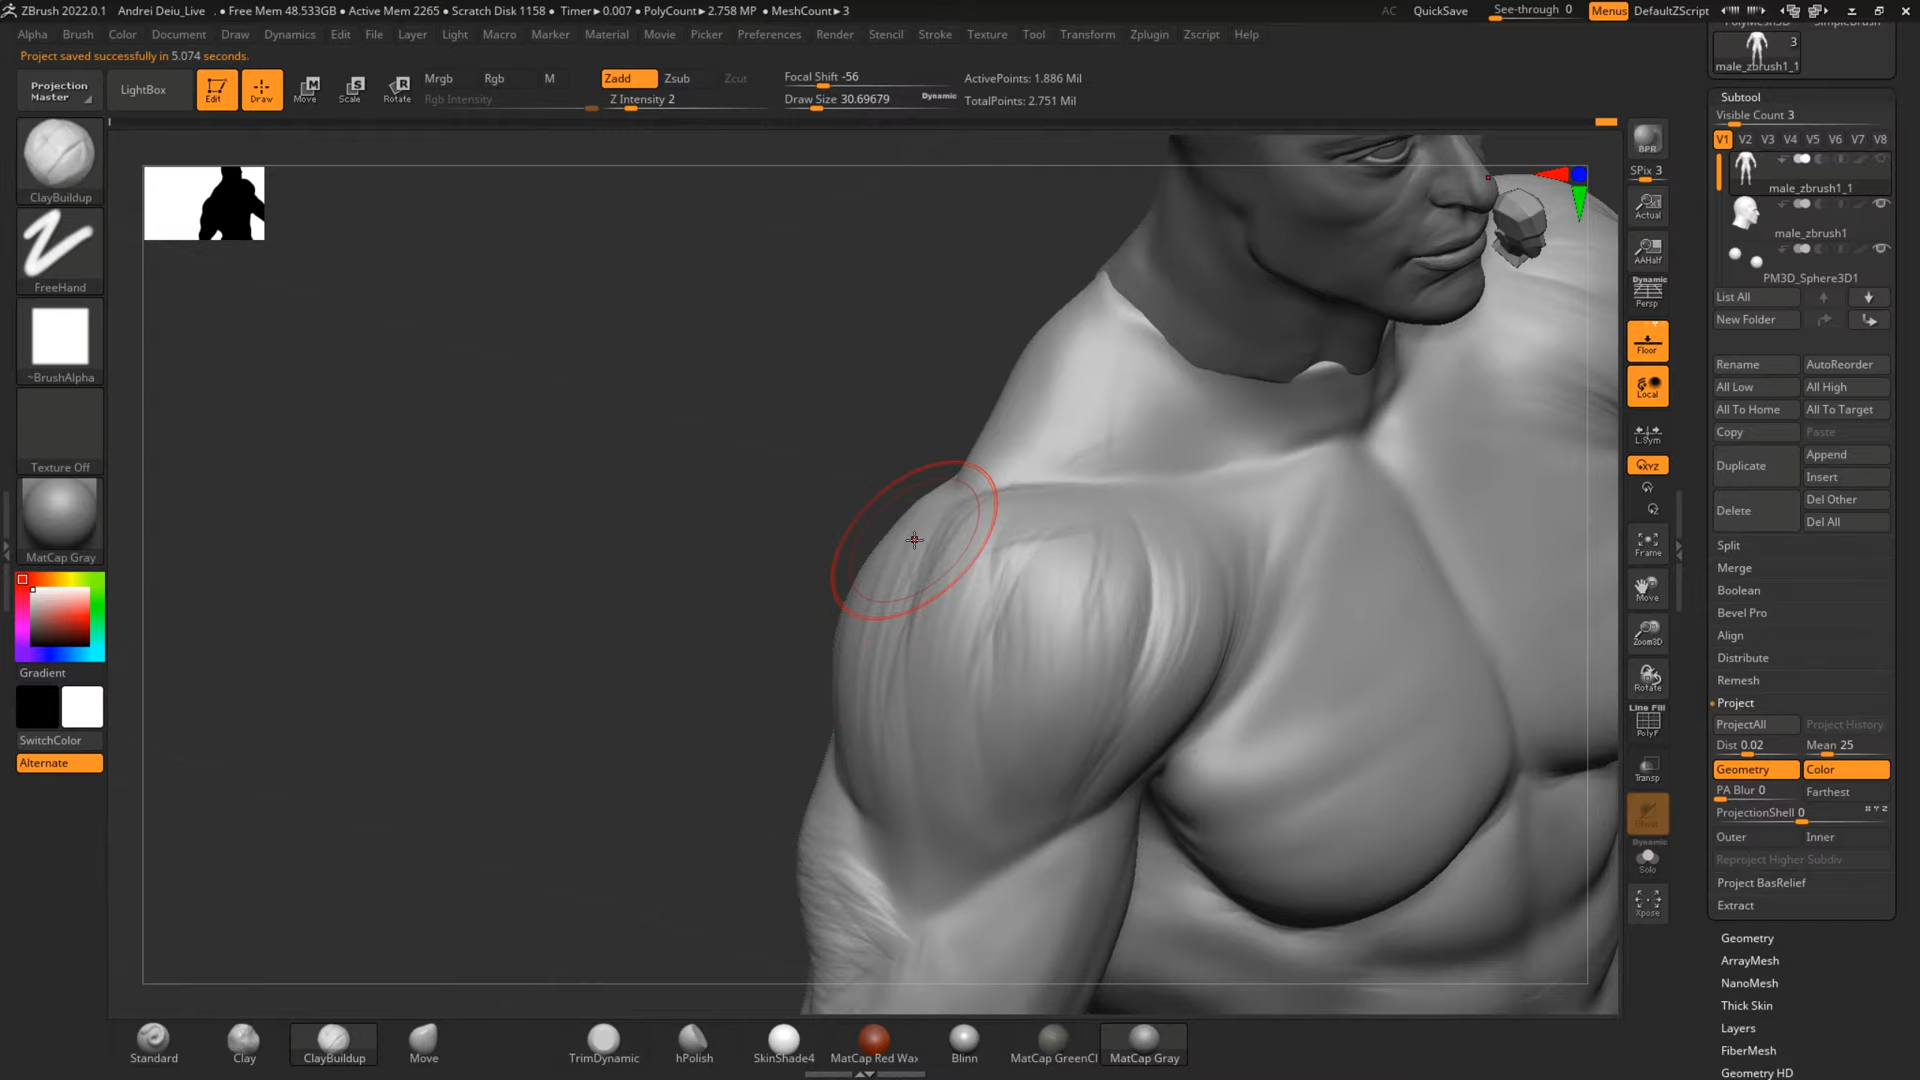 ZBrush 2022.0.1 Andrei Deiu_Live . ● Free Mem 48.533GB ● Active Mem 2265 ● Scratch Disk 1158 ● Timer▸0.007 ● PolyCount▸2.758 MP ● MeshCount▸3
AC QuickSave See-through 0 Menus DefaultZScript
Alpha Brush Color Document Draw Dynamics Edit File Layer Light Macro Marker Material Movie Picker Preferences Render Stencil Stroke Texture Tool Transform Zplugin Zscript Help
Project saved successfully in 5.074 seconds.
Projection Master
LightBox
Edit
Draw
Move
Scale
Rotate
Mrgb Rgb M
Rgb Intensity
Zadd Zsub Zcut
Z Intensity 2
Focal Shift -56
Draw Size 30.69679 Dynamic
ActivePoints: 1.886 Mil
TotalPoints: 2.751 Mil
ClayBuildup
FreeHand
~BrushAlpha
Texture Off
MatCap Gray
Gradient
SwitchColor
Alternate
BPR
SPix 3
Actual
AAHalf
Dynamic
Persp
Floor
Local
L.Sym
XYZ
Frame
Move
Zoom3D
Rotate
Line Fill
PolyF
Transp
Ghost
Dynamic
Solo
Xpose
PolyMesh3D SimpleBrush
3
male_zbrush1_1
Subtool
Visible Count 3
V1 V2 V3 V4 V5 V6 V7 V8
male_zbrush1_1
male_zbrush1
PM3D_Sphere3D1
List All
New Folder
Rename AutoReorder
All Low All High
All To Home All To Target
Copy Paste
Duplicate Append
Insert
Delete Del Other
Del All
Split
Merge
Boolean
Bevel Pro
Align
Distribute
Remesh
Project
ProjectAll Project History
Dist 0.02 Mean 25
Geometry Color
PA Blur 0 Farthest
ProjectionShell 0 X Y Z
Outer Inner
Reproject Higher Subdiv
Project BasRelief
Extract
Geometry
ArrayMesh
NanoMesh
Thick Skin
Layers
FiberMesh
Geometry HD
Standard Clay ClayBuildup Move TrimDynamic hPolish SkinShade4 MatCap Red Wax Blinn MatCap GreenCl MatCap Gray